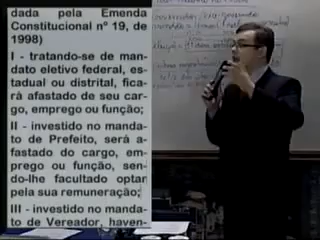 dada pela Emenda
Constitucional nº 19, de
1998)
I - tratando-se de man-
dato eletivo federal, es-
tadual ou distrital, fica-
rá afastado de seu car-
go, emprego ou função;
II - investido no manda-
to de Prefeito, será a-
fastado do cargo, em-
prego ou função, sen-
do-lhe facultado optar
pela sua remuneração;
III - investido no manda-
to de Vereador, haven-